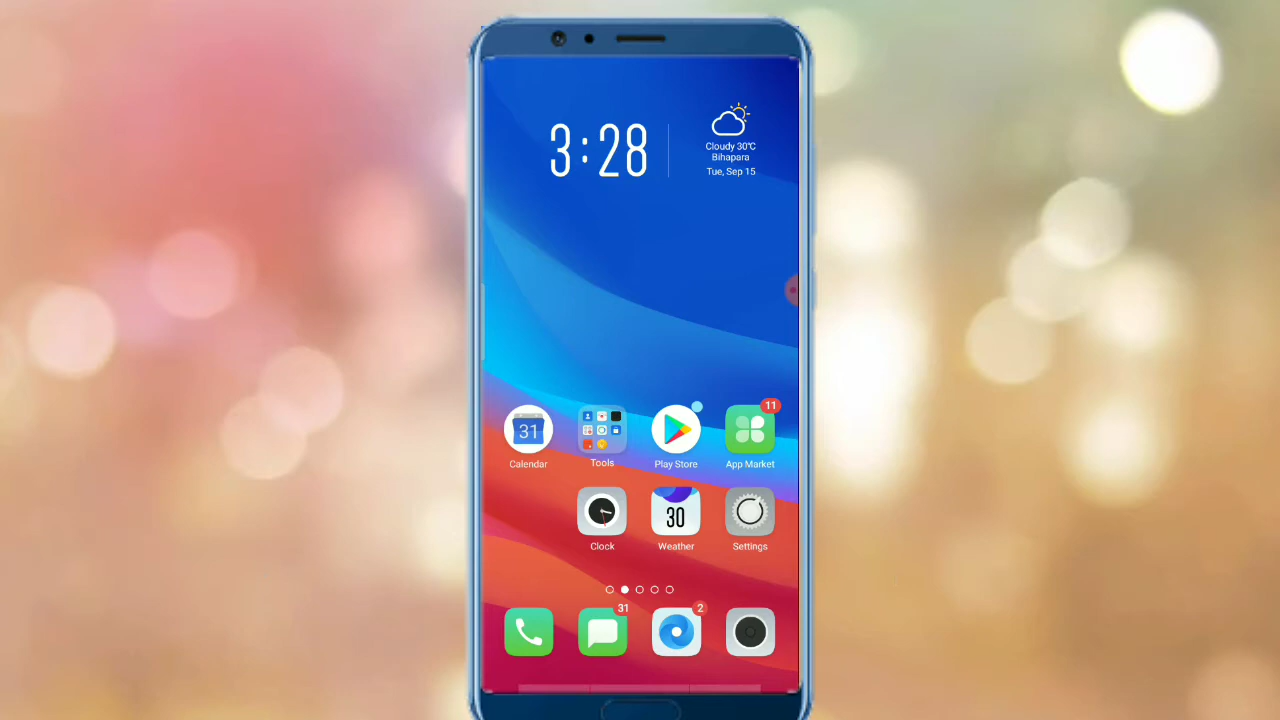 3:28
Cloudy 30℃
Bihapara
Tue, Sep 15
11
31
Calendar
Tools
Play Store
App Market
30
Clock
Weather
Settings
31
2